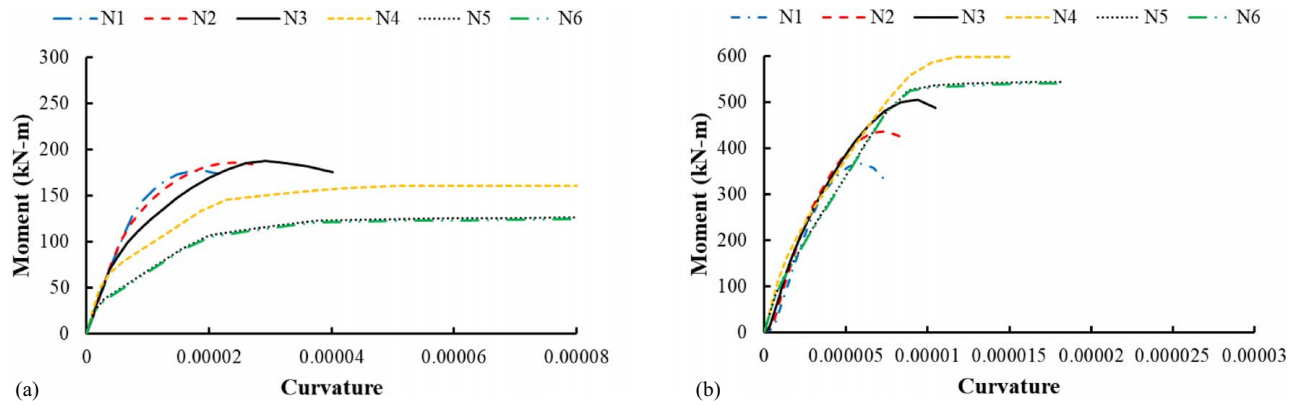 N1 N2 N3 N4 N5 N6
300
250
200
150
100
50
0
Moment (kN-m)
0 0.00002 0.00004 0.00006 0.00008
Curvature
(a)
N1 N2 N3 N4 N5 N6
600
500
400
300
200
100
0
Moment (kN-m)
0 0.000005 0.00001 0.000015 0.00002 0.000025 0.00003
Curvature
(b)